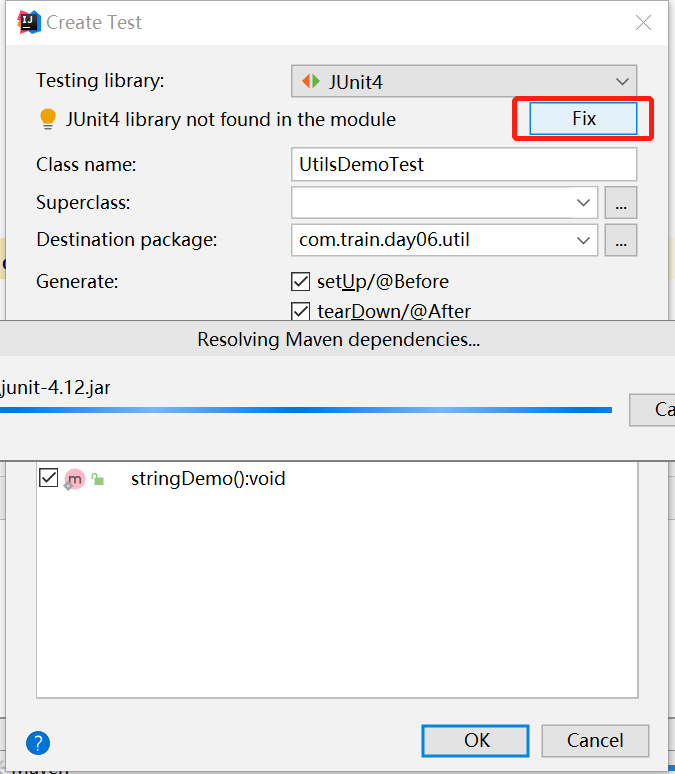 Create Test
Testing library:
JUnit4
JUnit4 library not found in the module
Fix
Class name:
UtilsDemoTest
Superclass:
...
Destination package:
com.train.day06.util
...
Generate:
setUp/@Before
tearDown/@After
Resolving Maven dependencies...
junit-4.12.jar
Ca
m
stringDemo():void
?
OK
Cancel